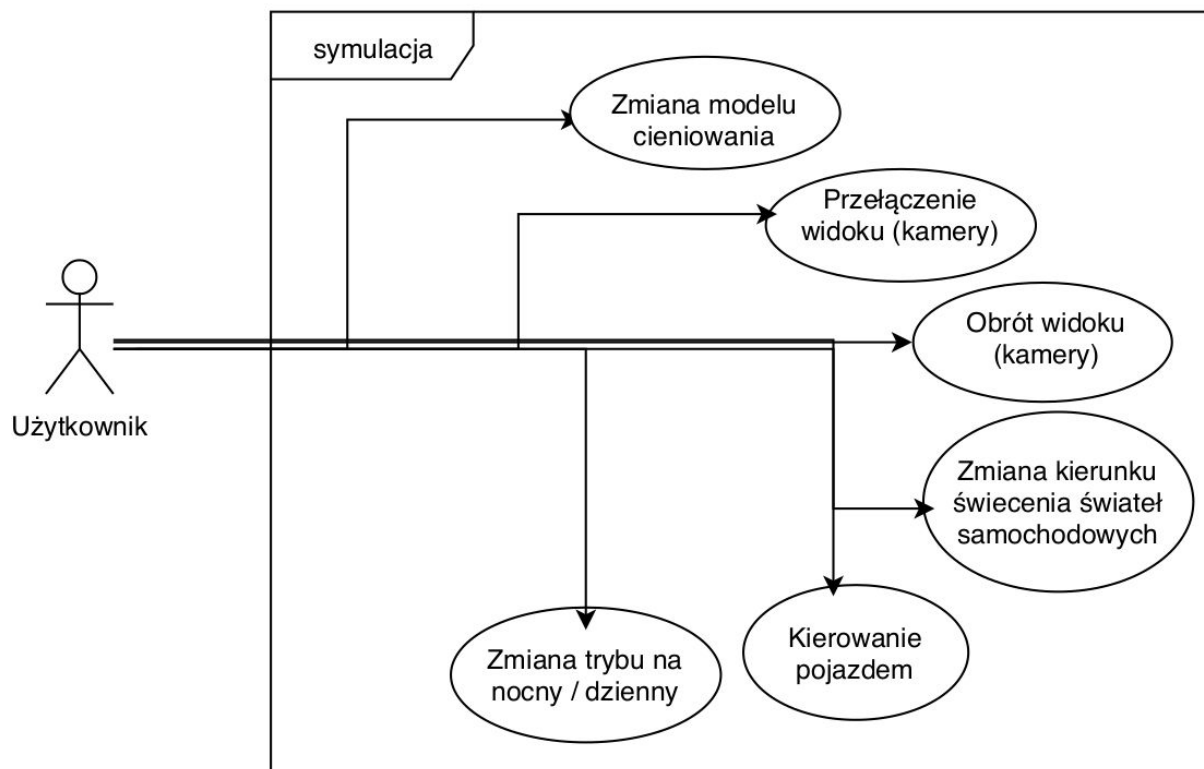 symulacja
Zmiana modelu
cieniowania
Przełączenie
widoku (kamery)
Obrót widoku
(kamery)
Użytkownik
Zmiana kierunku
świecenia świateł
samochodowych
Kierowanie
pojazdem
Zmiana trybu na
nocny / dzienny